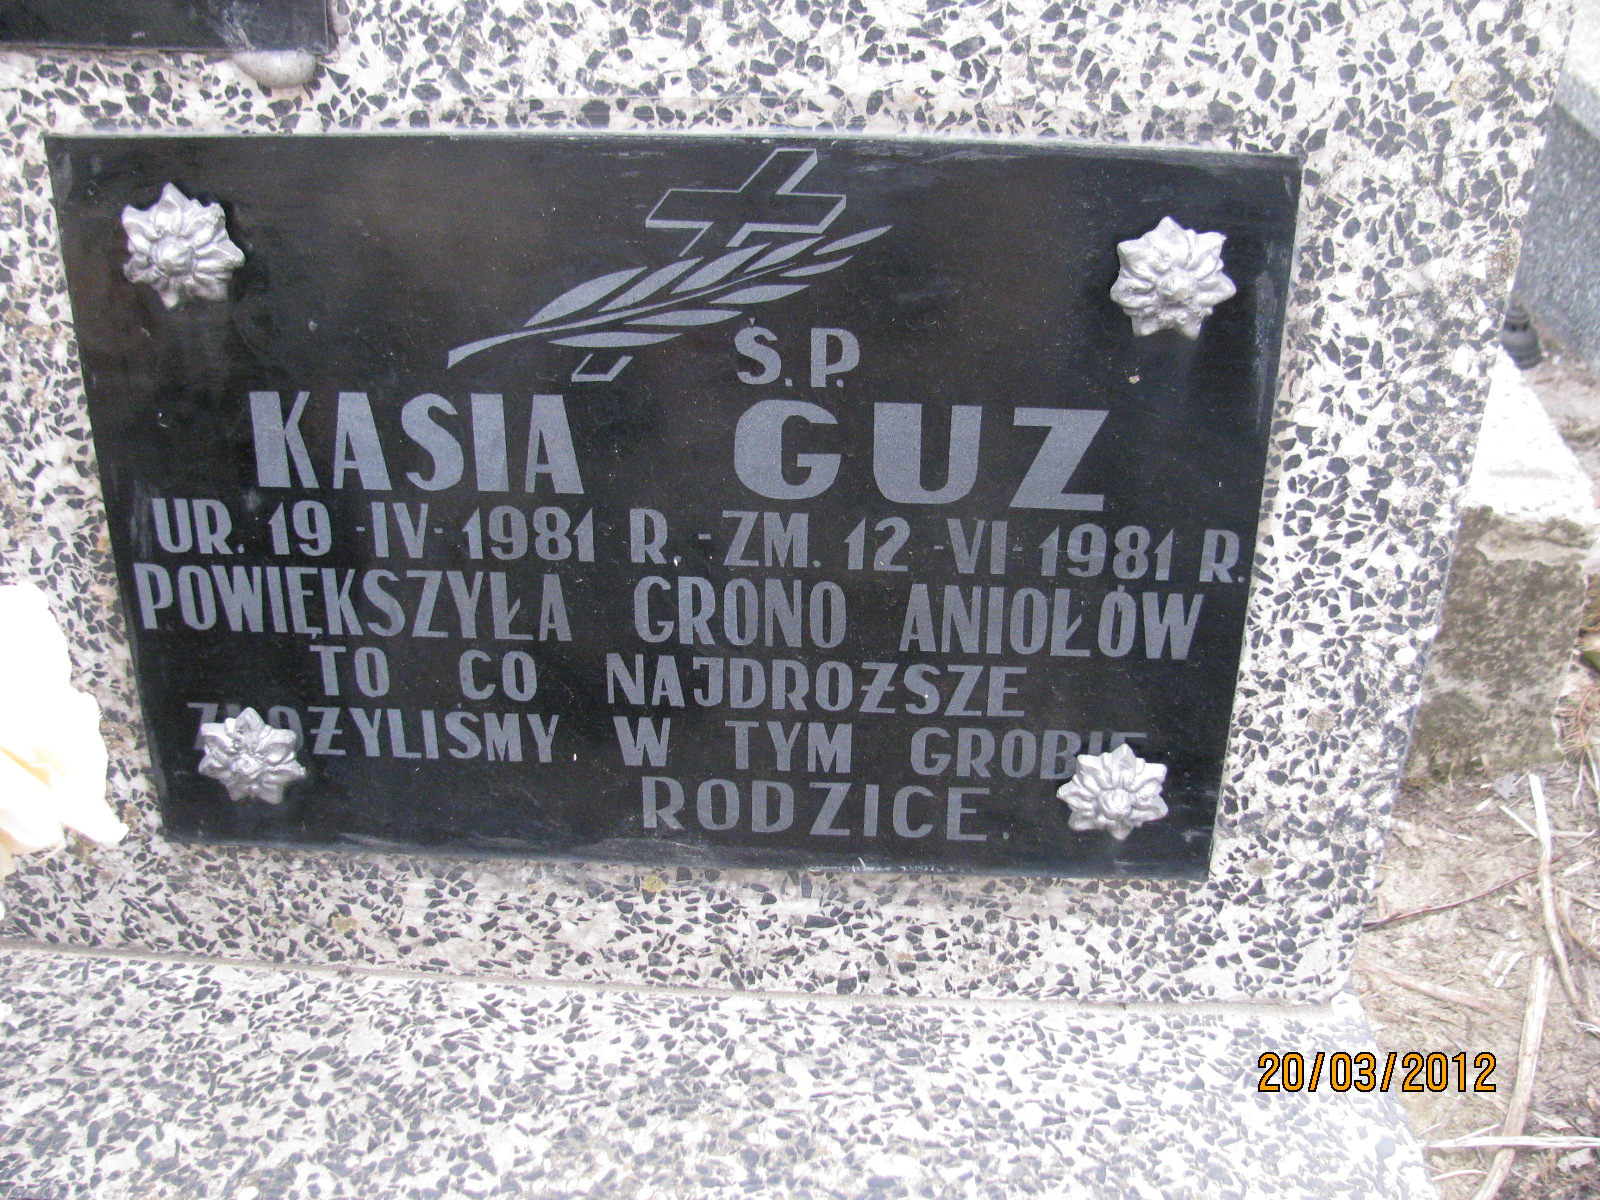 Ś.P.
KASIA GUZ
UR. 19-IV-1981 R.-ZM. 12-VI-1981 R.
POWIĘKSZYŁA GRONO ANIOŁÓW
TO CO NAJDROŻSZE
ZŁOŻYLIŚMY W TYM GROBIE
RODZICE.
20/03/2012